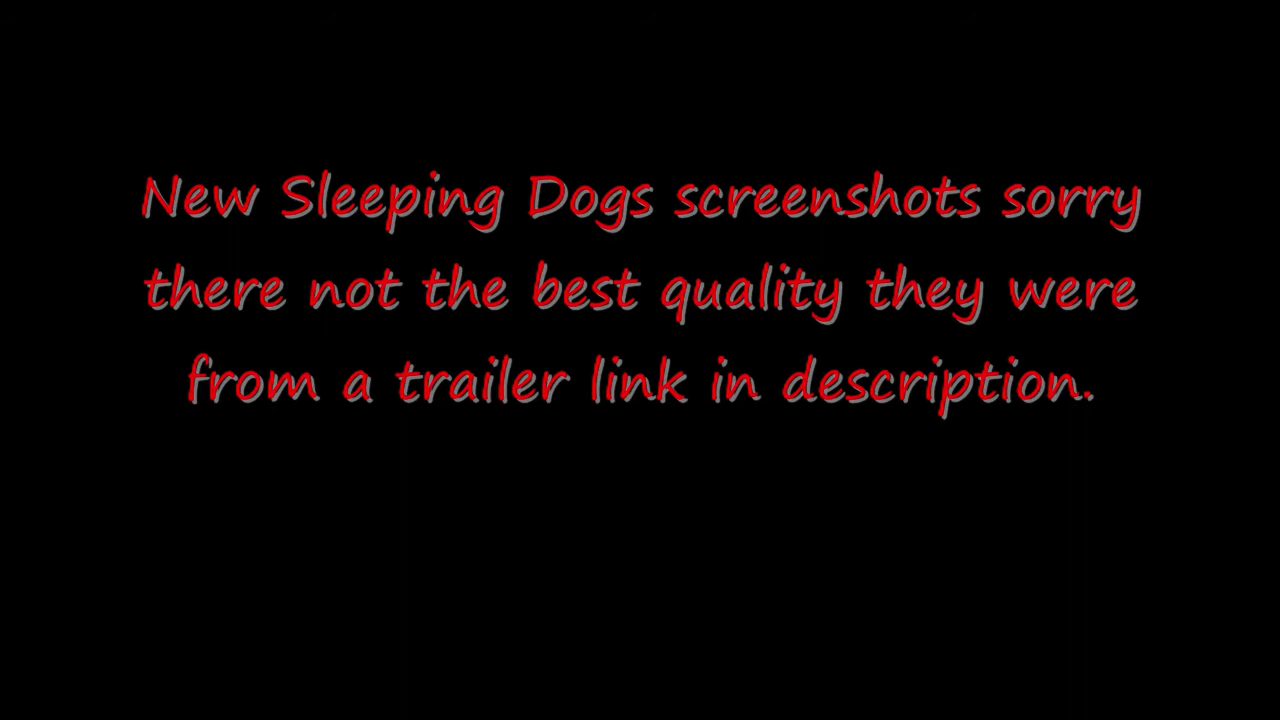 New Sleeping Dogs screenshots sorry
there not the best quality they were
from a trailer link in description.